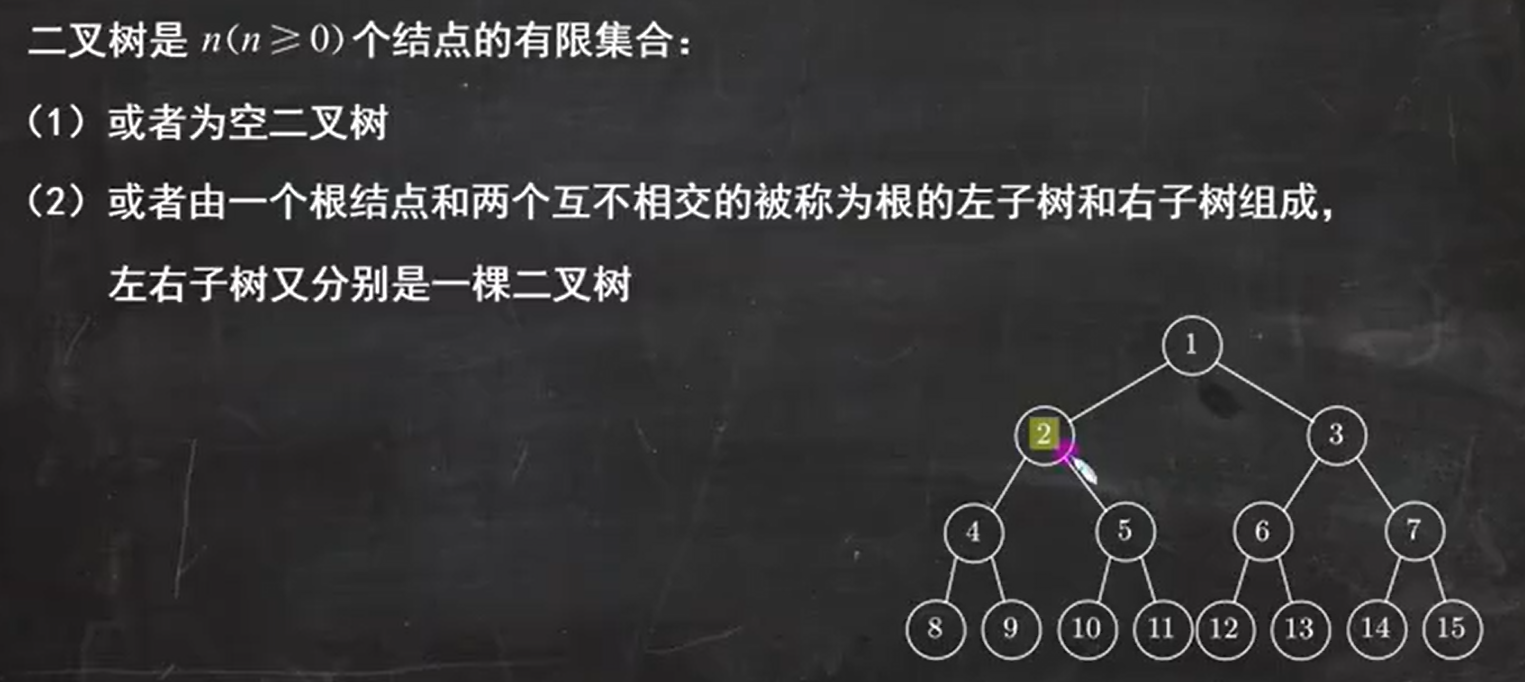 二叉树是 n(n≥0)个结点的有限集合：
（1）或者为空二叉树
（2）或者由一个根结点和两个互不相交的被称为根的左子树和右子树组成，
左右子树又分别是一棵二叉树
1
2 3
4 5 6 7
8 9 10 11 12 13 14 15